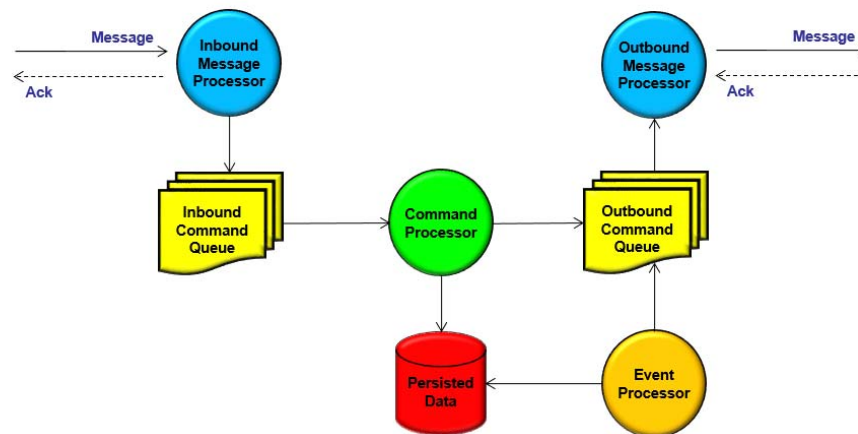 Message
Ack
Inbound
Message
Processor
Outbound
Message
Processor
Message
Ack
Inbound
Command
Queue
Command
Processor
Outbound
Command
Queue
Persisted
Data
Event
Processor